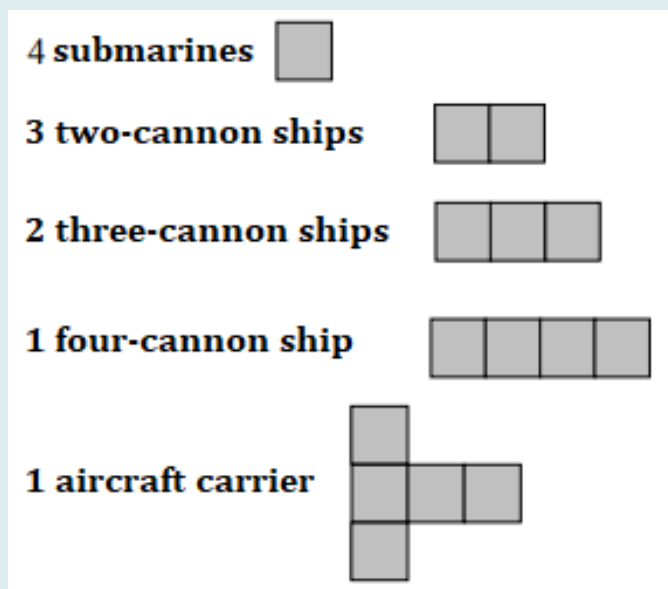 4 submarines
3 two-cannon ships
2 three-cannon ships
1 four-cannon ship
1 aircraft carrier